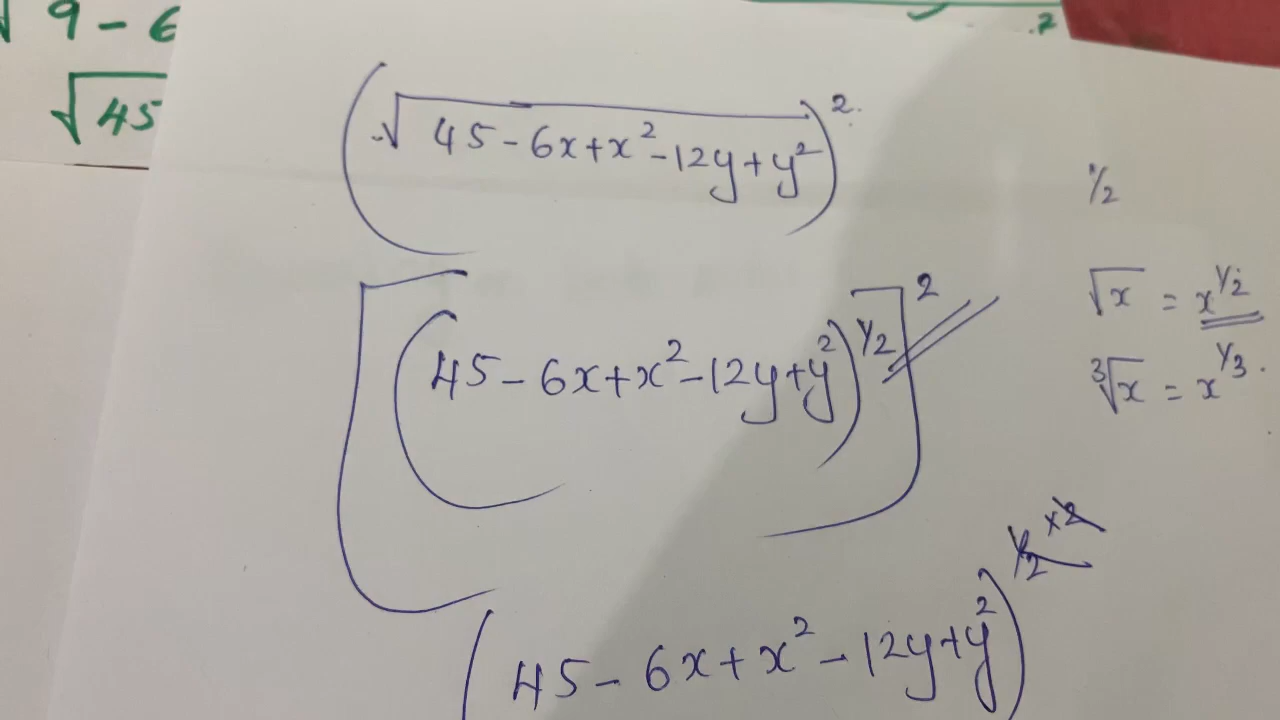 √9 - 6
√45
(√45 - 6x + x² - 12y + y²)².
1/2
[(45 - 6x + x² - 12y + y²)^1/2]²
√x = x^1/2
³√x = x^1/3.
(45 - 6x + x² - 12y + y²)^1/2 × 2